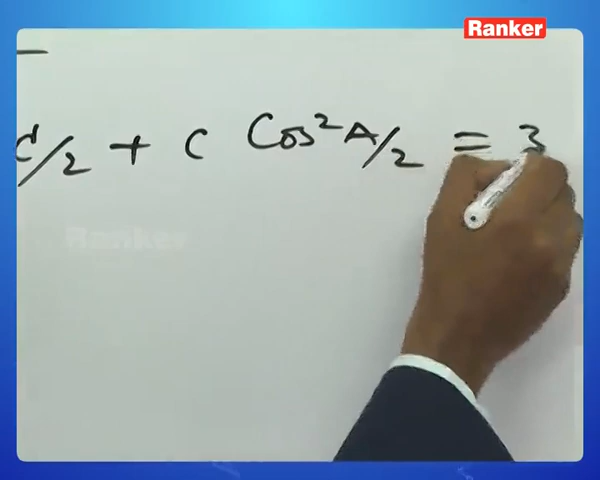 Ranker
C/2 + C Cos²A/2 = 3
Ranker